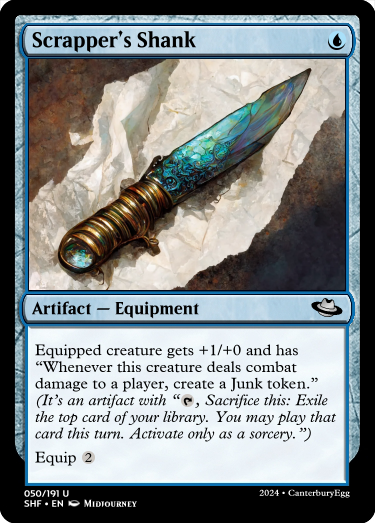 Scrapper's Shank
Artifact — Equipment
Equipped creature gets +1/+0 and has
“Whenever this creature deals combat
damage to a player, create a Junk token.”
(It's an artifact with “, Sacrifice this: Exile
the top card of your library. You may play that
card this turn. Activate only as a sorcery.”)
Equip 2
050/191 U
SHF • EN Midjourney
2024 • CanterburyEgg